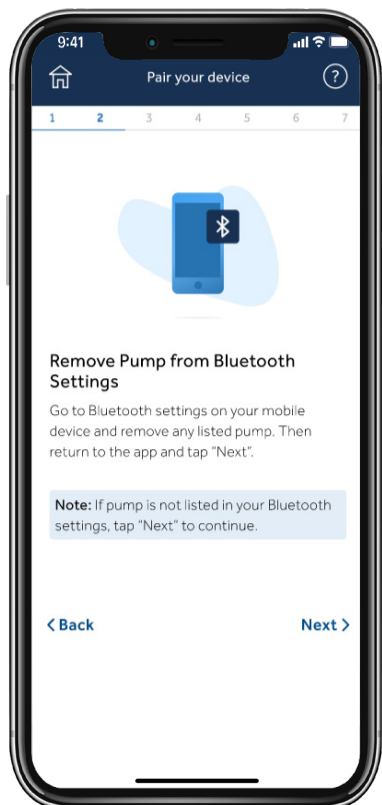 9:41
Pair your device
?
1 2 3 4 5 6 7
Remove Pump from Bluetooth
Settings
Go to Bluetooth settings on your mobile
device and remove any listed pump. Then
return to the app and tap “Next”.
Note: If pump is not listed in your Bluetooth
settings, tap “Next” to continue.
< Back Next >